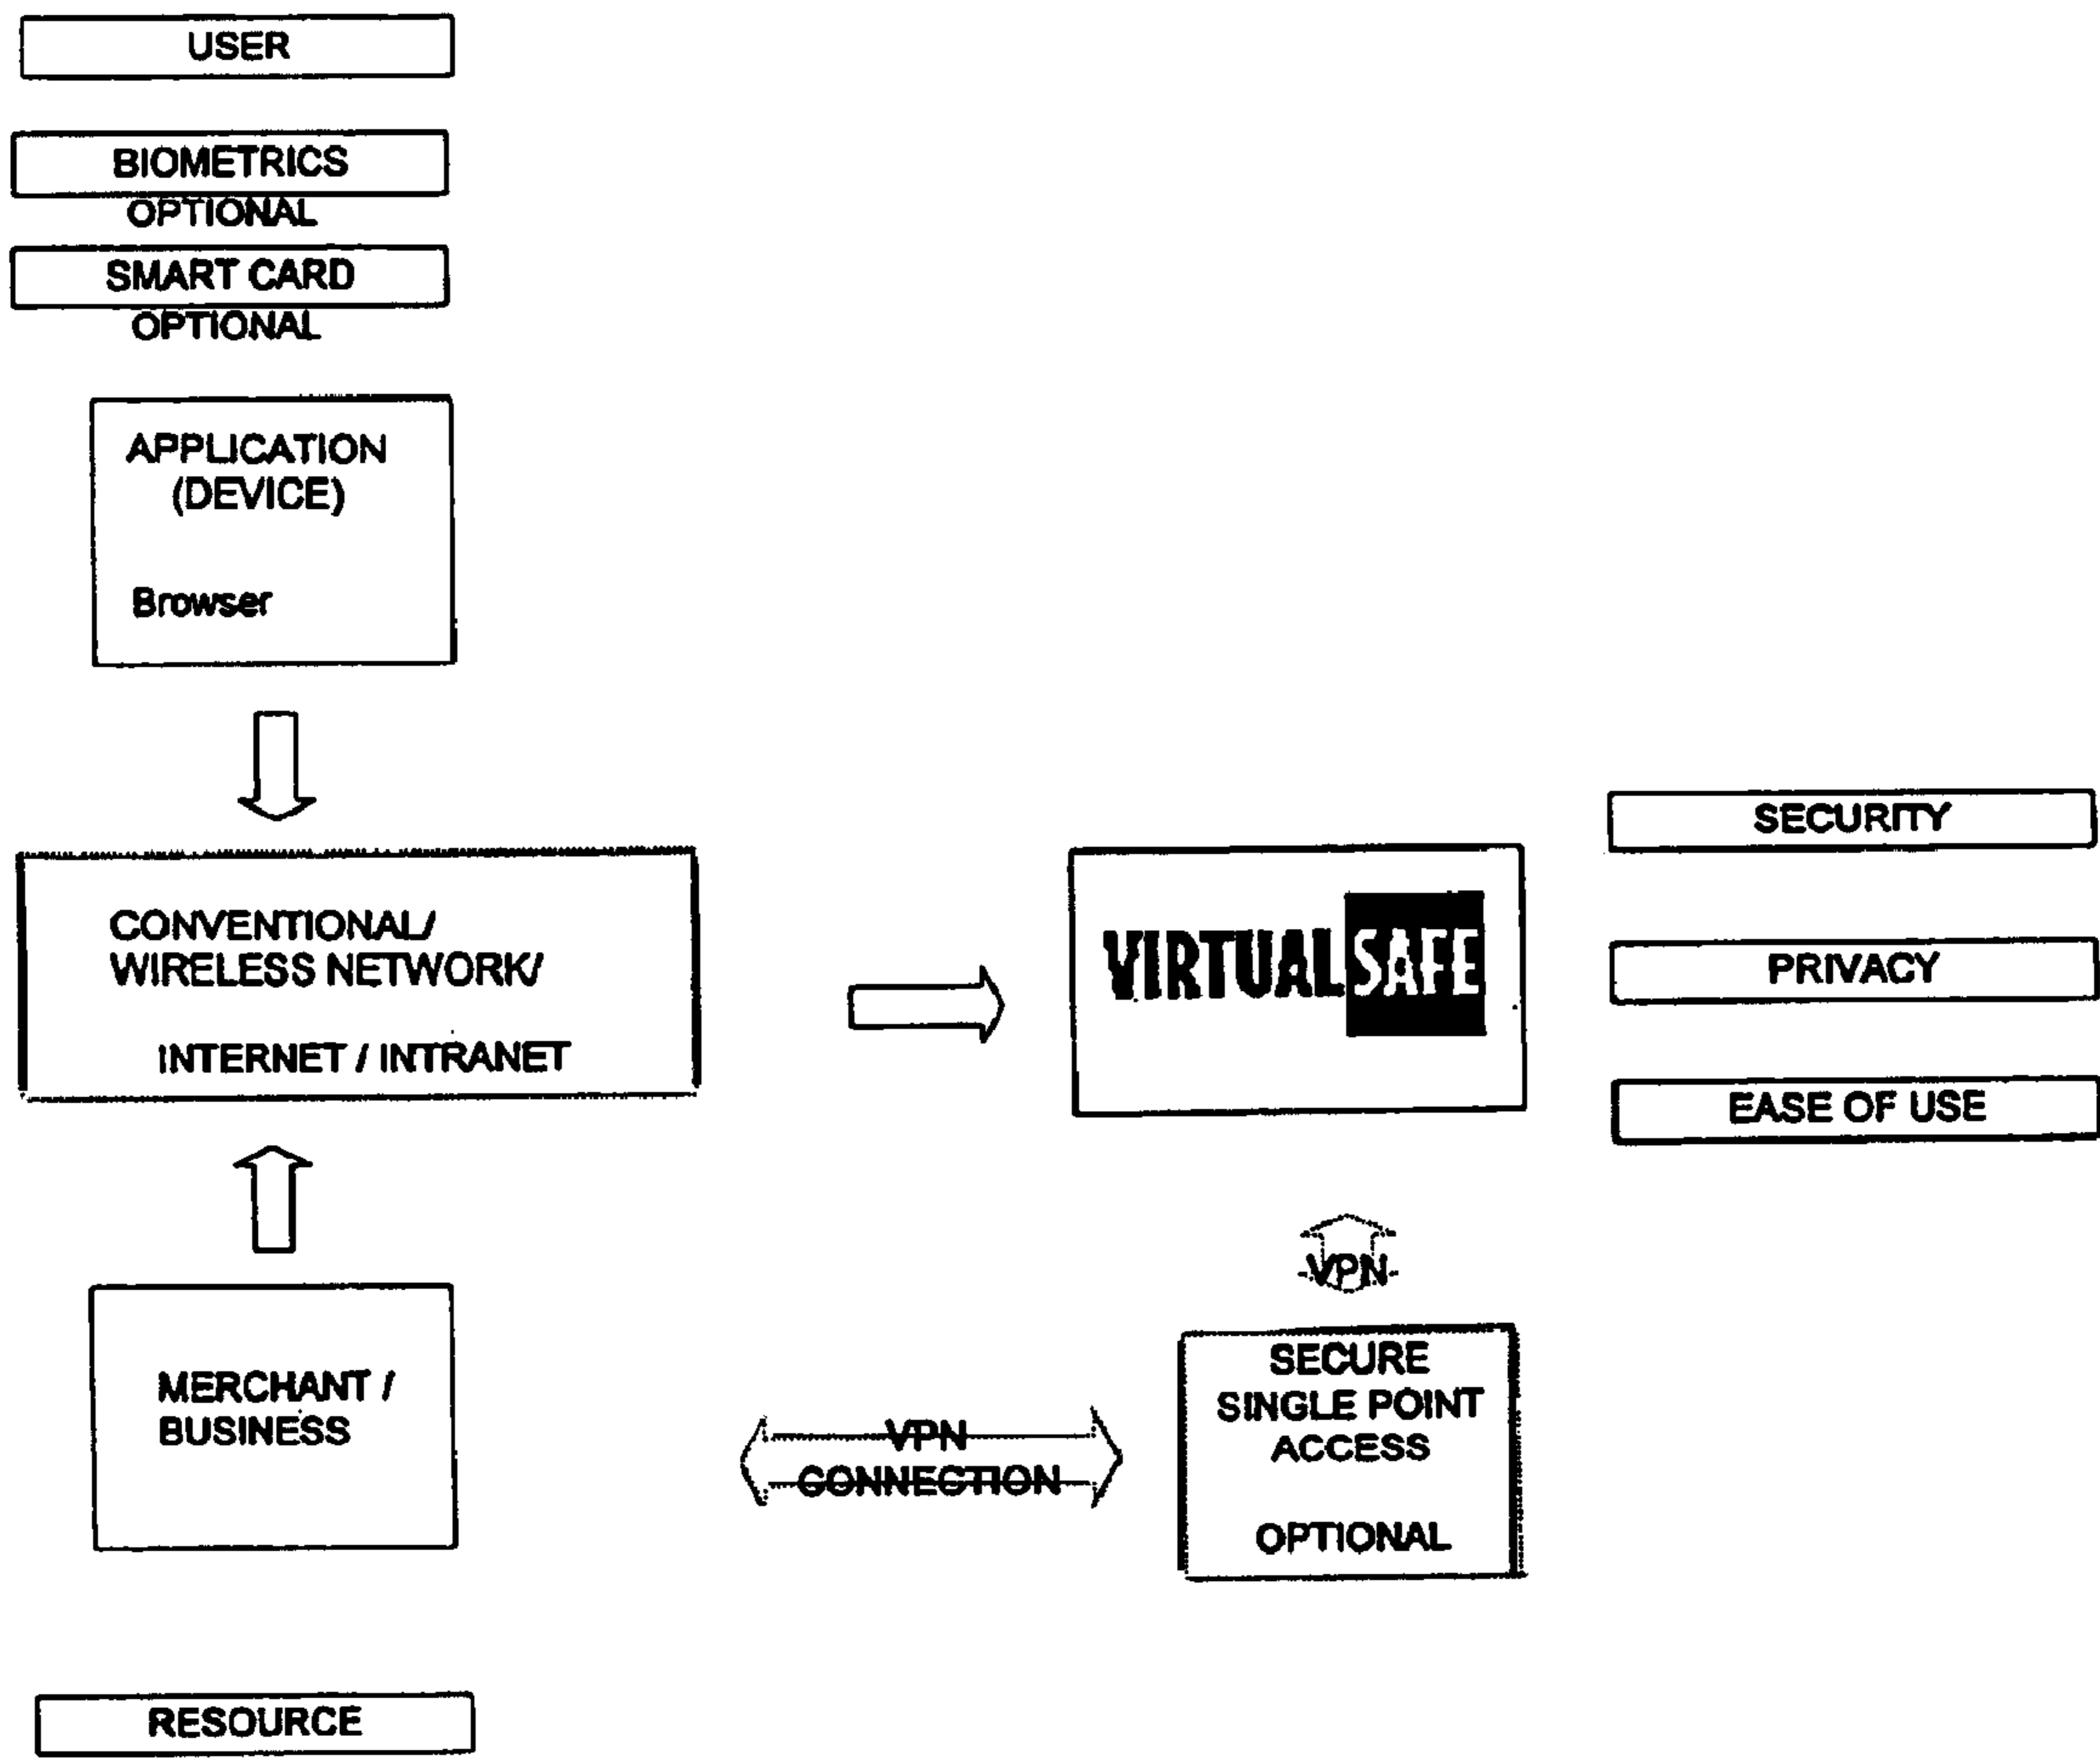 USER
BIOMETRICS
OPTIONAL
SMART CARD
OPTIONAL
APPLICATION
(DEVICE)
Browser
CONVENTIONAL/
WIRELESS NETWORK/
INTERNET / INTRANET
VIRTUALSAFE
SECURITY
PRIVACY
EASE OF USE
MERCHANT /
BUSINESS
VPN
CONNECTION
VPN
SECURE
SINGLE POINT
ACCESS
OPTIONAL
RESOURCE